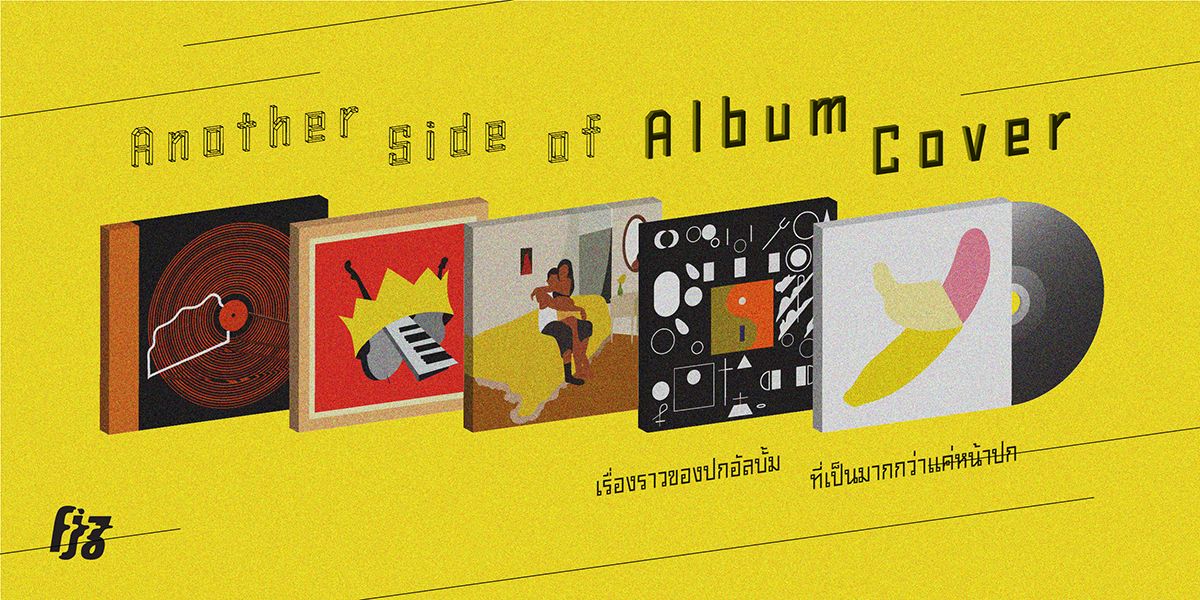 Another Side of Album Cover
เรื่องราวของปกอัลบั้ม ที่เป็นมากกว่าแค่หน้าปก